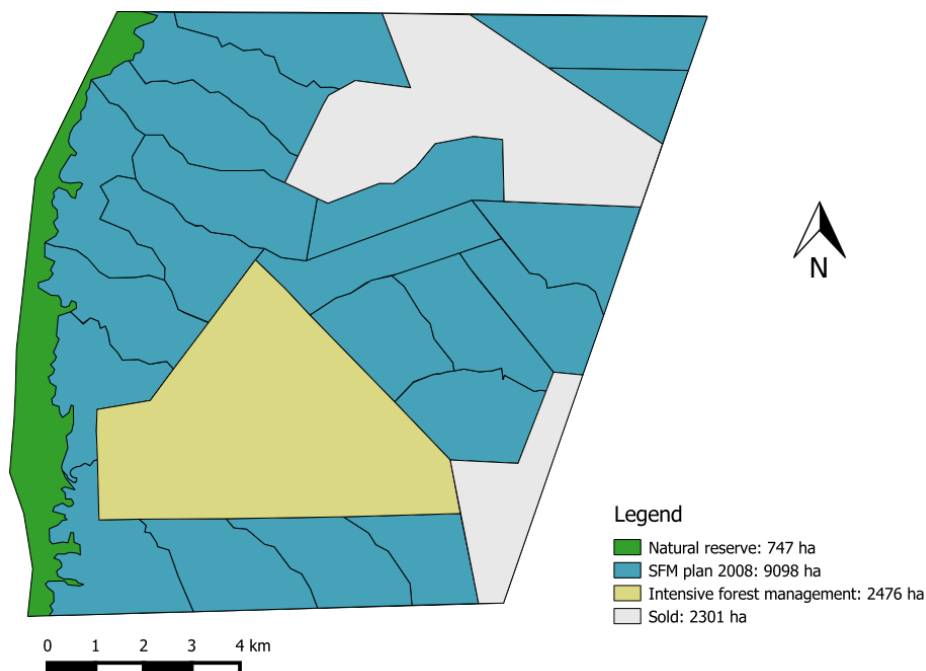 N
Legend
Natural reserve: 747 ha
SFM plan 2008: 9098 ha
Intensive forest management: 2476 ha
Sold: 2301 ha
0 1 2 3 4 km